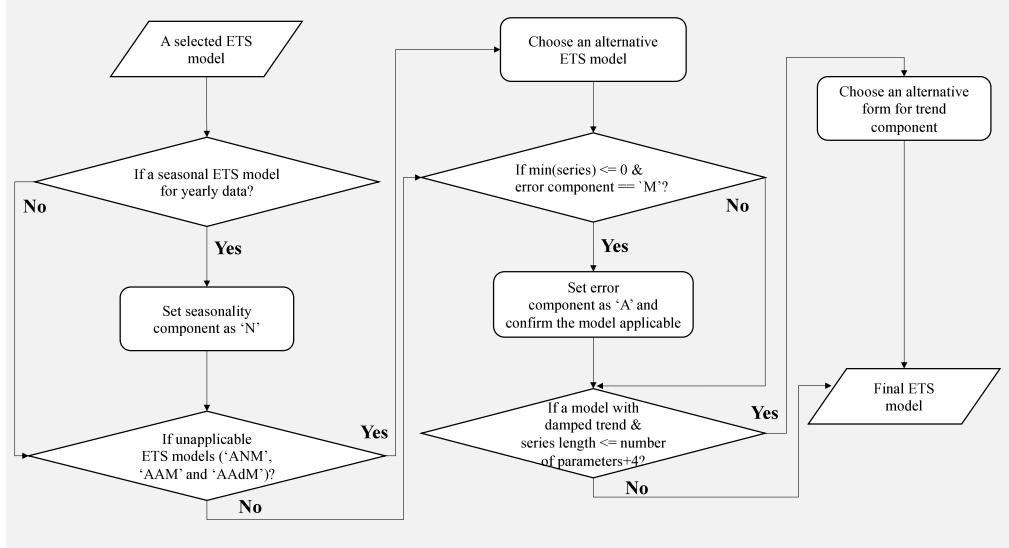 A selected ETS
model
If a seasonal ETS model
for yearly data?
No
Yes
Set seasonality
component as ‘N’
If unapplicable
ETS models (‘ANM’,
‘AAM’ and ‘AAdM’)?
Yes
No
Choose an alternative
ETS model
If min(series) <= 0 &
error component == `M’?
No
Yes
Set error
component as ‘A’ and
confirm the model applicable
If a model with
damped trend &
series length <= number
of parameters+4?
Yes
No
Choose an alternative
form for trend
component
Final ETS
model